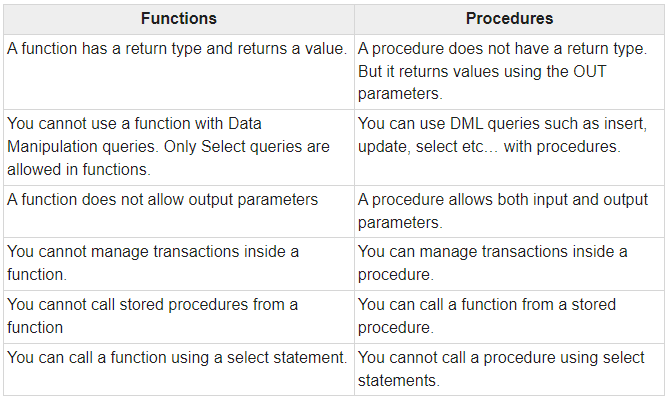 Functions
Procedures
A function has a return type and returns a value.
A procedure does not have a return type.
But it returns values using the OUT
parameters.
You cannot use a function with Data
Manipulation queries. Only Select queries are
allowed in functions.
You can use DML queries such as insert,
update, select etc… with procedures.
A function does not allow output parameters
A procedure allows both input and output
parameters.
You cannot manage transactions inside a
function.
You can manage transactions inside a
procedure.
You cannot call stored procedures from a
function
You can call a function from a stored
procedure.
You can call a function using a select statement.
You cannot call a procedure using select
statements.